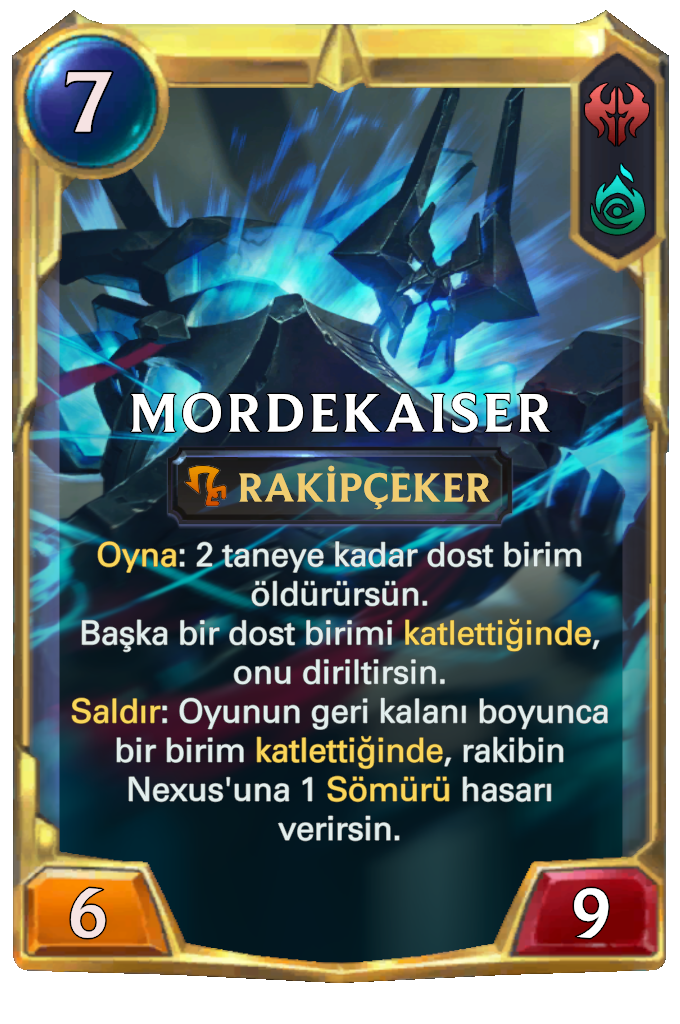 7
MORDEKAISER
RAKİPÇEKER
Oyna: 2 taneye kadar dost birim
öldürürsün.
Başka bir dost birimi katlettiğinde,
onu diriltirsin.
Saldır: Oyunun geri kalanı boyunca
bir birim katlettiğinde, rakibin
Nexus'una 1 Sömürü hasarı
verirsin.
6
9